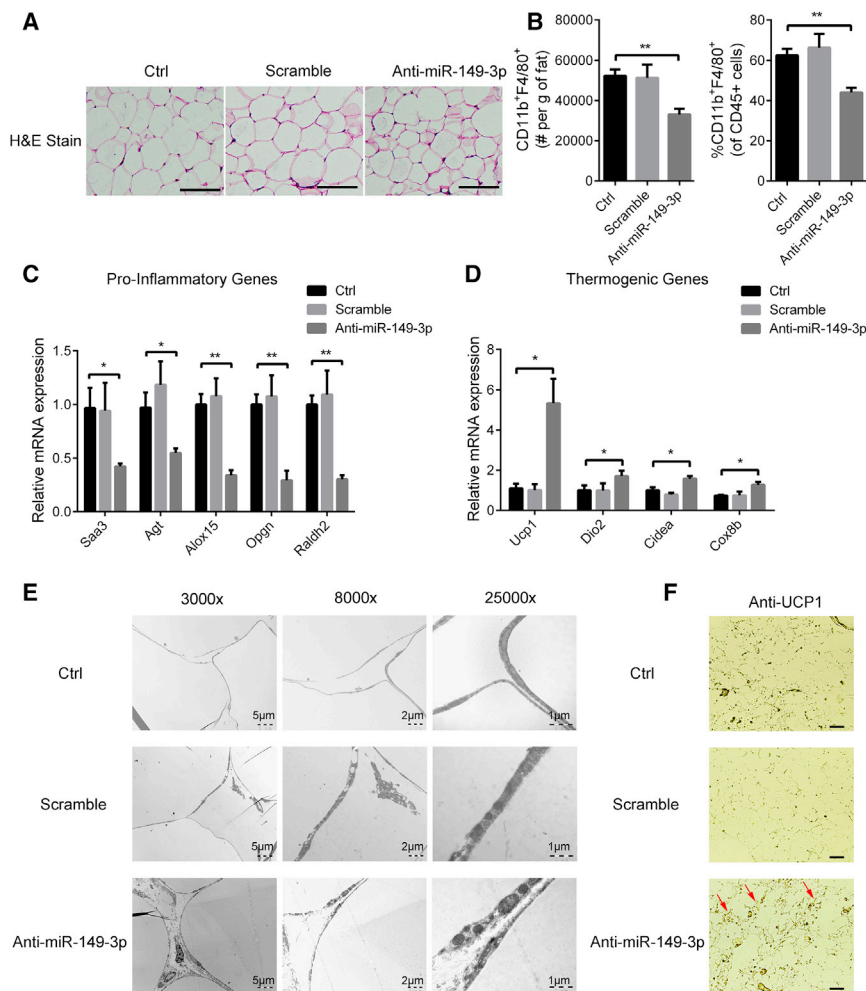 A
Ctrl Scramble Anti-miR-149-3p
H&E Stain
B
CD11b+F4/80+
(# per g of fat)
60000
40000
20000
0
**
Ctrl
Scramble
Anti-miR-149-3p
%CD11b+F4/80+
(of CD45+ cells)
80
60
40
20
0
**
Ctrl
Scramble
Anti-miR-149-3p
C
Pro-Inflammatory Genes
Ctrl
Scramble
Anti-miR-149-3p
Relative mRNA expression
1.5
1.0
0.5
0.0
* * ** ** **
Saa3
Agt
Alox15
Opgn
Raldh2
D
Thermogenic Genes
Ctrl
Scramble
Anti-miR-149-3p
Relative mRNA expression
8
6
4
2
0
* * * *
Ucp1
Dio2
Cidea
Cox8b
E
3000x 8000x 25000x
Ctrl
5μm 2μm 1μm
Scramble
5μm 2μm 1μm
Anti-miR-149-3p
5μm 2μm 1μm
F
Anti-UCP1
Ctrl
Scramble
Anti-miR-149-3p